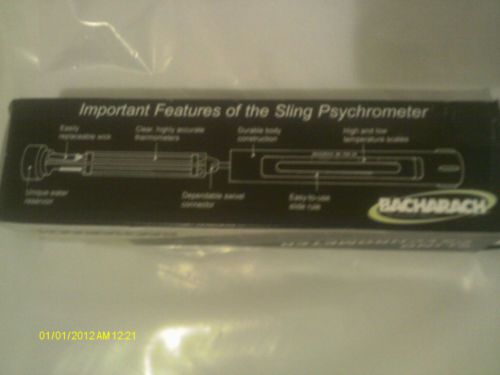 Important Features of the Sling Psychrometer
Easily
replaceable wick
Clear, highly accurate
thermometers
Durable body
construction
High and low
temperature scales
Unique water
reservoir
Dependable swivel
connector
Easy-to-use
slide rule
BACHARACH
01/01/2012 AM 12:21